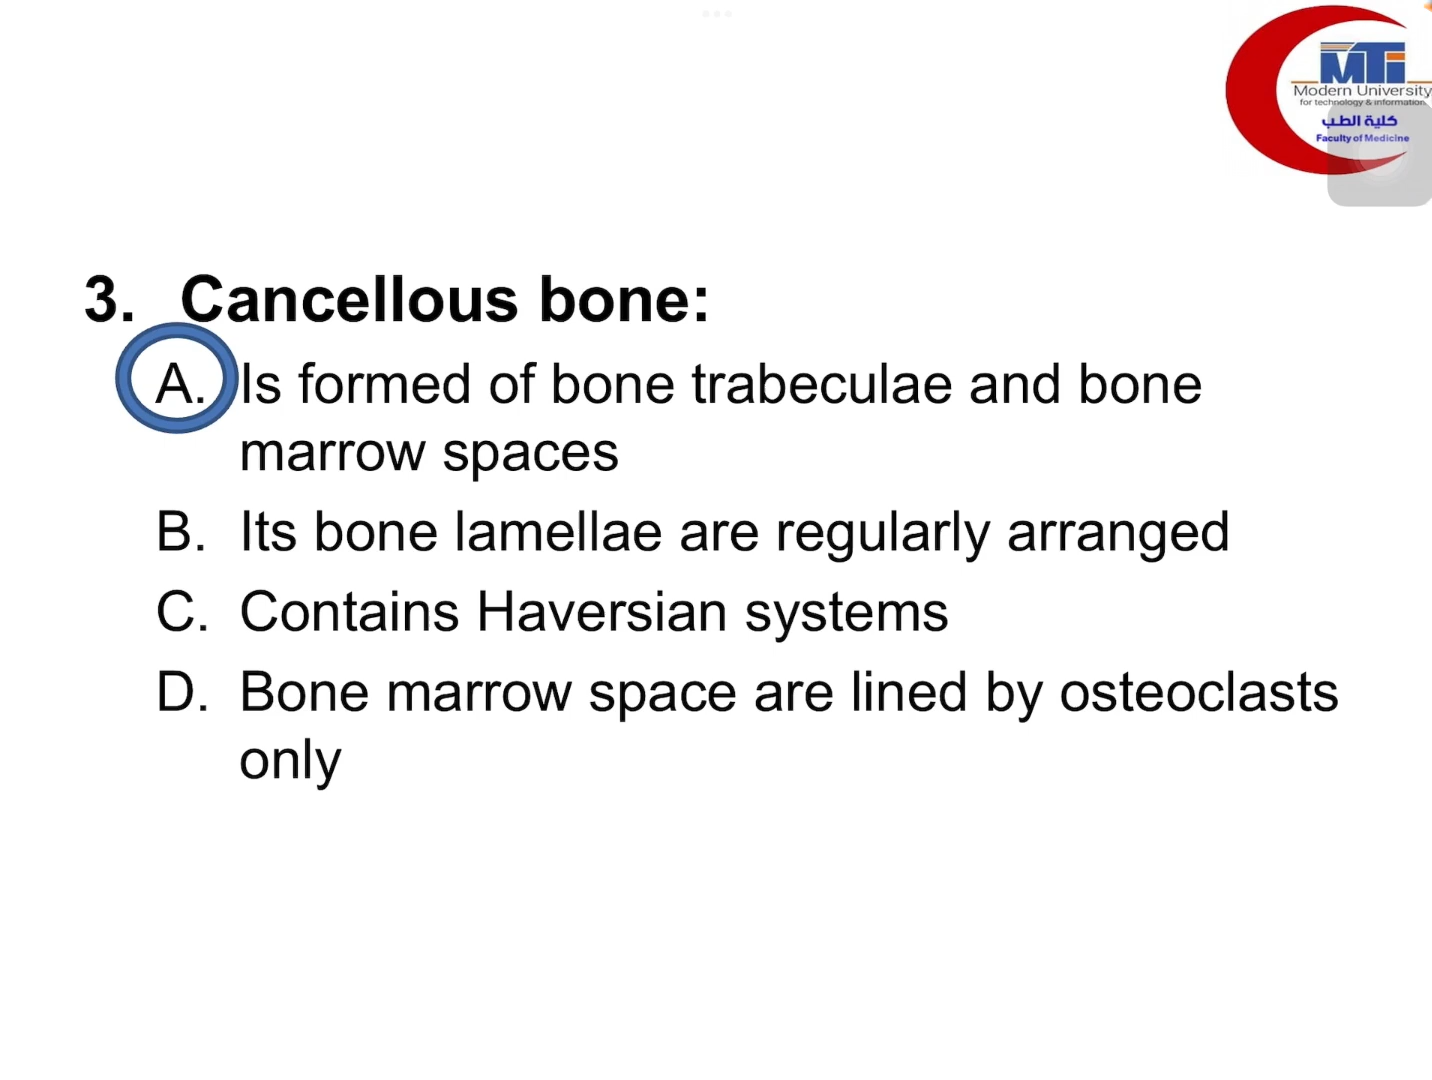 MTi
Modern University
for technology & information
كلية الطب
Faculty of Medicine
3. Cancellous bone:
A. Is formed of bone trabeculae and bone
marrow spaces
B. Its bone lamellae are regularly arranged
C. Contains Haversian systems
D. Bone marrow space are lined by osteoclasts
only